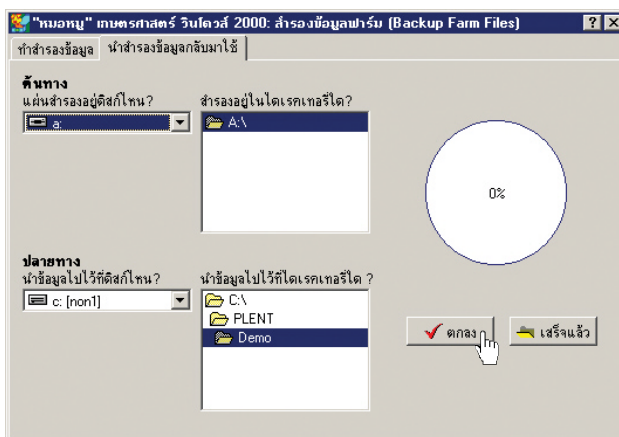 "หมอหมู" เกษตรศาสตร์ วินโดวส์ 2000: สำรองข้อมูลฟาร์ม (Backup Farm Files)
ทำสำรองข้อมูล นำสำรองข้อมูลกลับมาใช้
ต้นทาง
แผ่นสำรองอยู่ดิสก์ไหน? สำรองอยู่ในไดเรคเทอรีใด?
a: A:\
0%
ปลายทาง
นำข้อมูลไปไว้ที่ดิสก์ไหน? นำข้อมูลไปไว้ที่ไดเรคเทอรีใด ?
c: [non1] C:\
PLENT
Demo
ตกลง เสร็จแล้ว